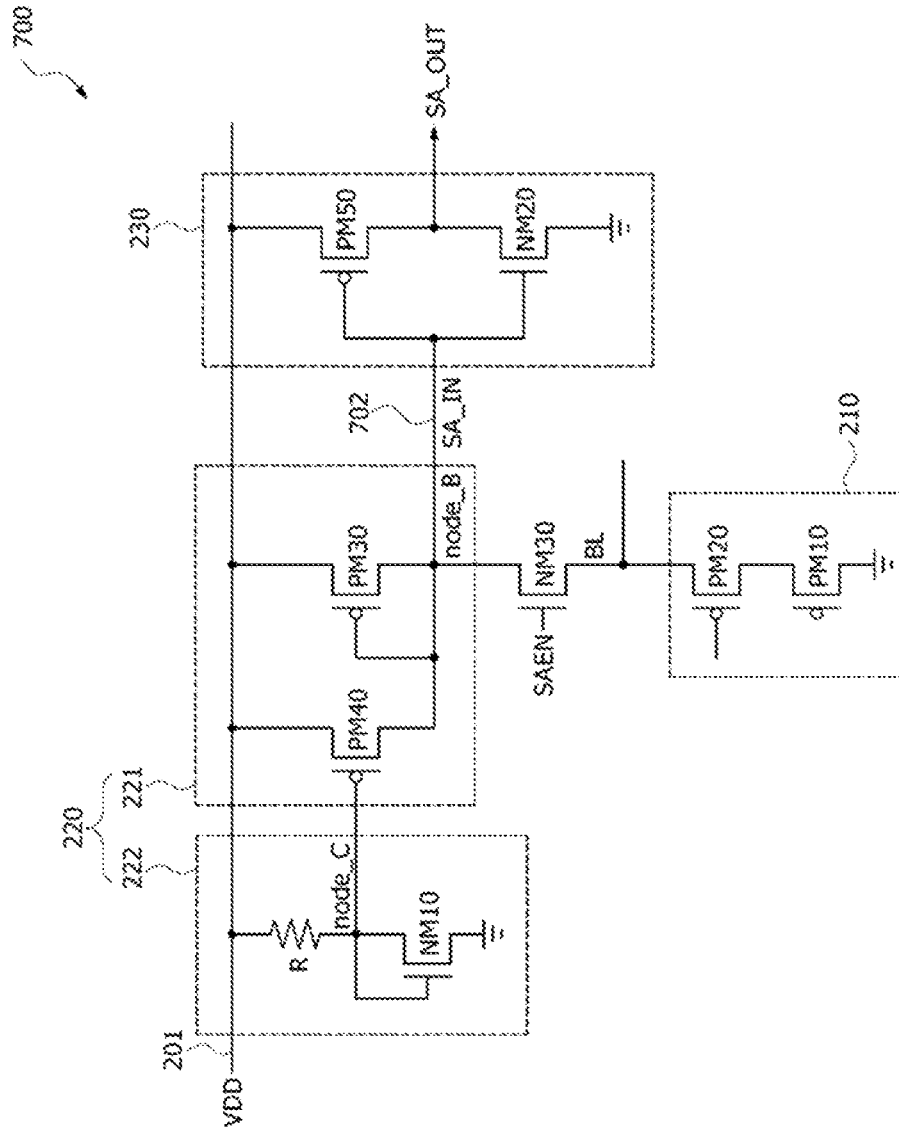 700
VDD
201
220
222
221
R
node_C
NM10
PM40
PM30
node_B
702
SA_IN
230
PM50
NM20
SA_OUT
SAEN
NM30
BL
210
PM20
PM10